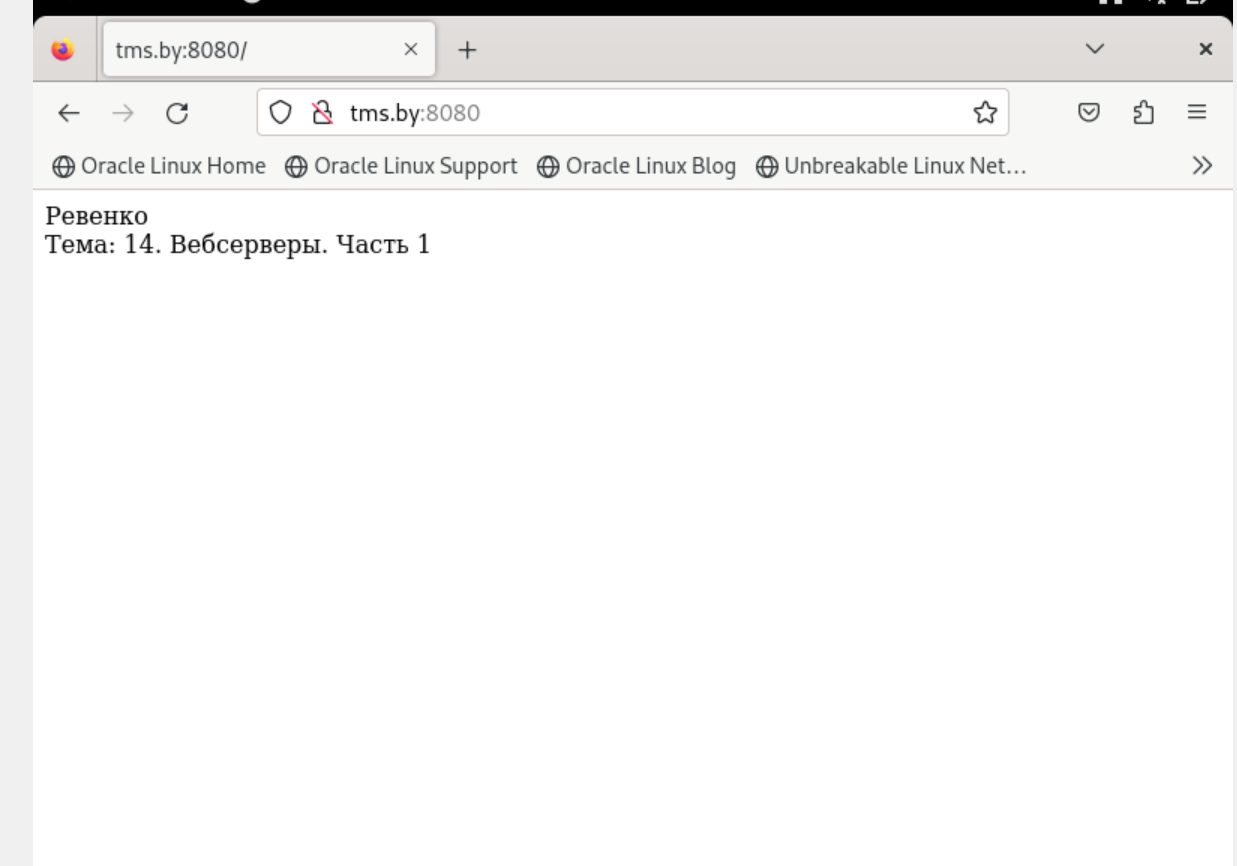 tms.by:8080/
tms.by:8080
Oracle Linux Home Oracle Linux Support Oracle Linux Blog Unbreakable Linux Net…
Ревенко
Тема: 14. Вебсерверы. Часть 1